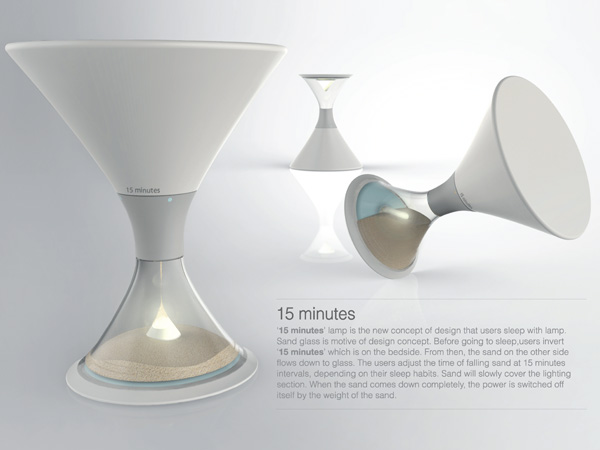 15 minutes
15 minutes
'15 minutes' lamp is the new concept of design that users sleep with lamp.
Sand glass is motive of design concept. Before going to sleep,users invert
'15 minutes' which is on the bedside. From then, the sand on the other side
flows down to glass. The users adjust the time of falling sand at 15 minutes
intervals, depending on their sleep habits. Sand will slowly cover the lighting
section. When the sand comes down completely, the power is switched off
itself by the weight of the sand.